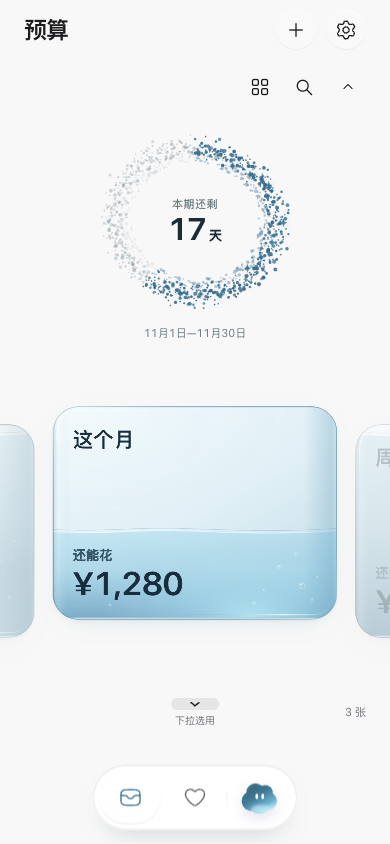 预算
本期还剩
17天
11月1日—11月30日
这个月
还能花
¥1,280
周
还
¥
下拉选用
3 张